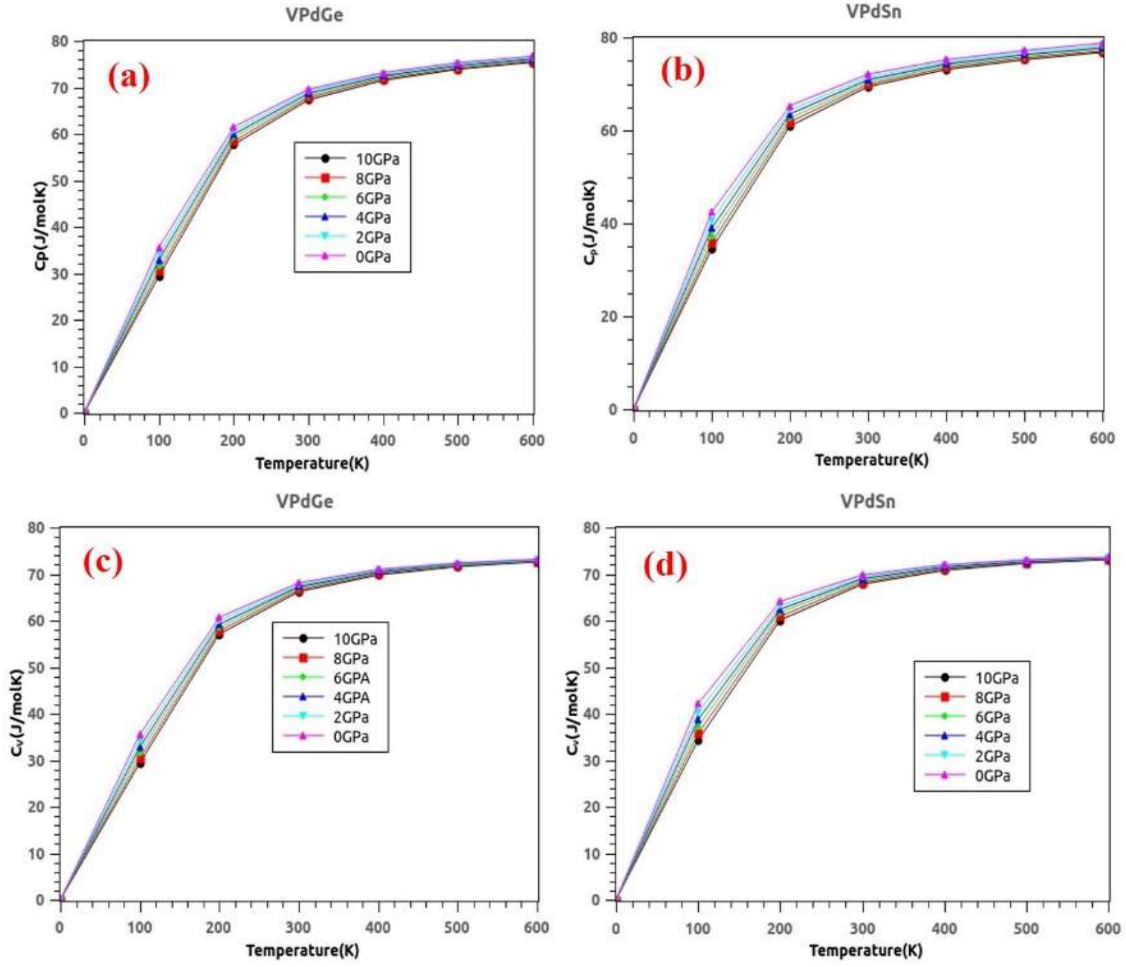 VPdGe
(a)
80
70
60
50
40
30
20
10
0
Cp(J/molK)
10GPa
8GPa
6GPa
4GPa
2GPa
0GPa
0 100 200 300 400 500 600
Temperature(K)
VPdSn
(b)
80
60
40
20
0
Cp(J/molK)
0 100 200 300 400 500 600
Temperature(K)
VPdGe
(c)
80
70
60
50
40
30
20
10
0
Cv(J/molK)
10GPa
8GPa
6GPA
4GPA
2GPa
0GPa
0 100 200 300 400 500 600
Temperature(K)
VPdSn
(d)
80
70
60
50
40
30
20
10
0
Cv(J/molK)
10GPa
8GPa
6GPa
4GPa
2GPa
0GPa
0 100 200 300 400 500 600
Temperature(K)